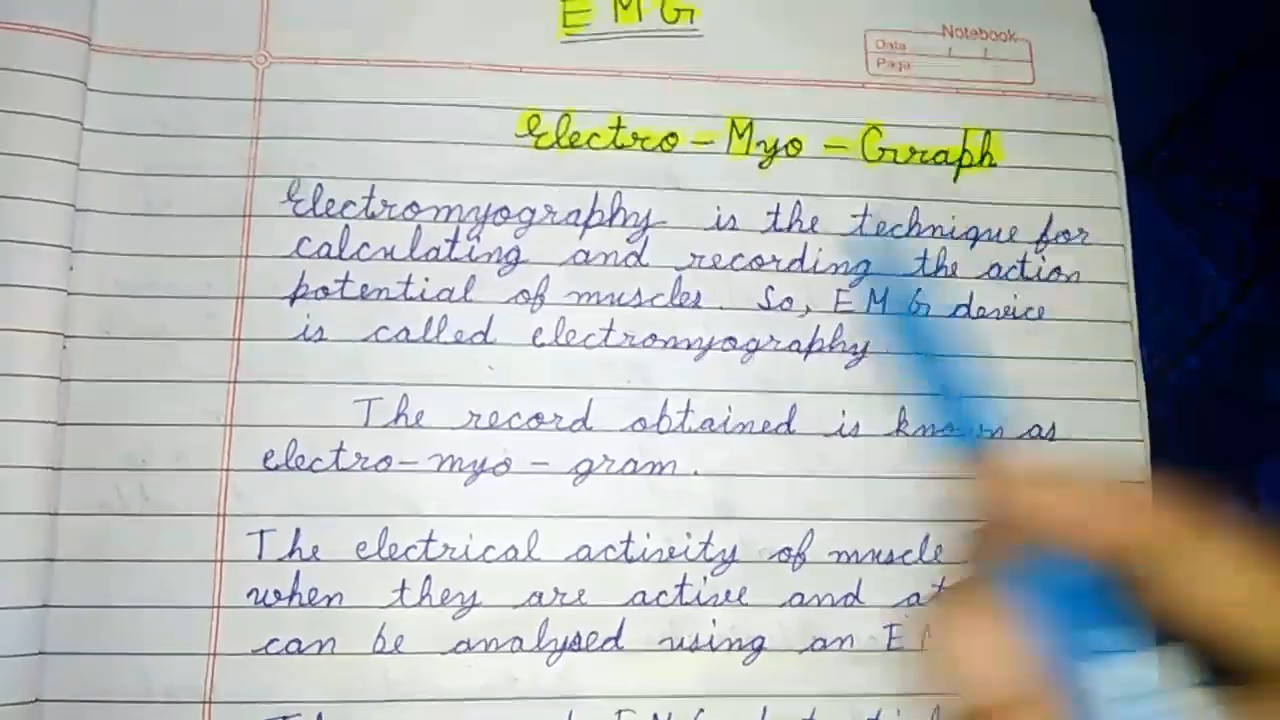 E M G
Notebook
Date
Page
Electro - Myo - Graph
Electromyography is the technique for
calculating and recording the action
potential of muscles. So, EMG device
is called electromyography
The record obtained is known as
electro - myo - gram.
The electrical activity of muscle
when they are active and at
can be analysed using an E